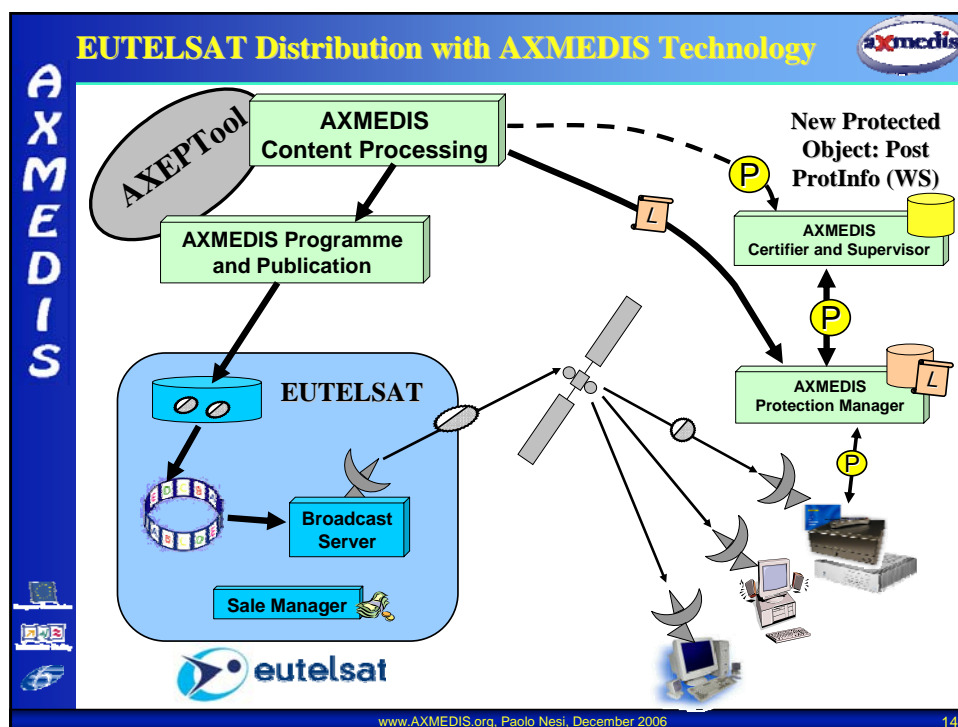 EUTELSAT Distribution with AXMEDIS Technology
axmedis
AXMEDIS
AXEPTool
AXMEDIS
Content Processing
New Protected
Object: Post
ProtInfo (WS)
P
L
AXMEDIS Programme
and Publication
AXMEDIS
Certifier and Supervisor
P
EUTELSAT
AXMEDIS
Protection Manager
L
P
Broadcast
Server
Sale Manager
eutelsat
www.AXMEDIS.org, Paolo Nesi, December 2006
14